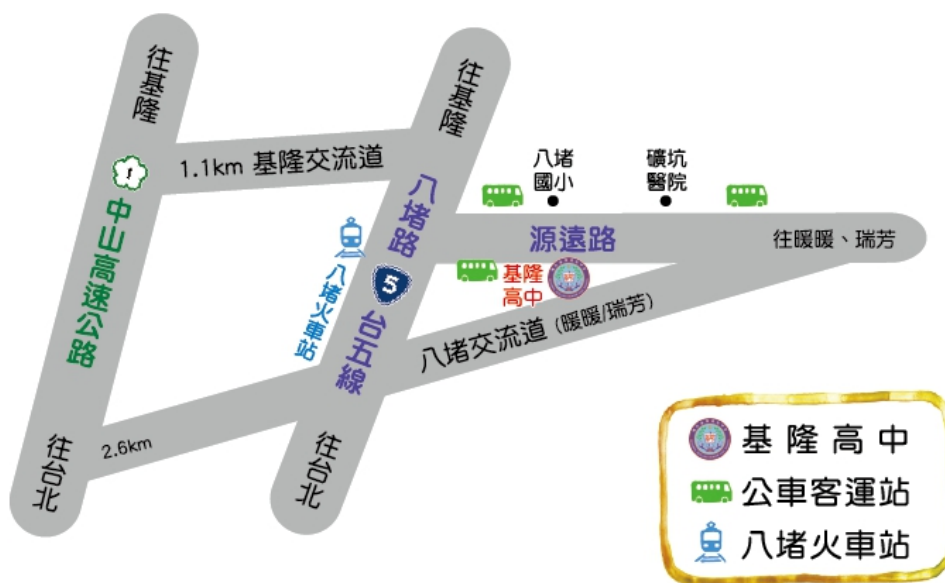 往基隆
往基隆
1.1km 基隆交流道
1
中山高速公路
八堵路
5
台五線
八堵火車站
八堵
國小
礦坑
醫院
源遠路
往暖暖、瑞芳
基隆
高中
八堵交流道 (暖暖/瑞芳)
2.6km
往台北
往台北
基隆高中
公車客運站
八堵火車站